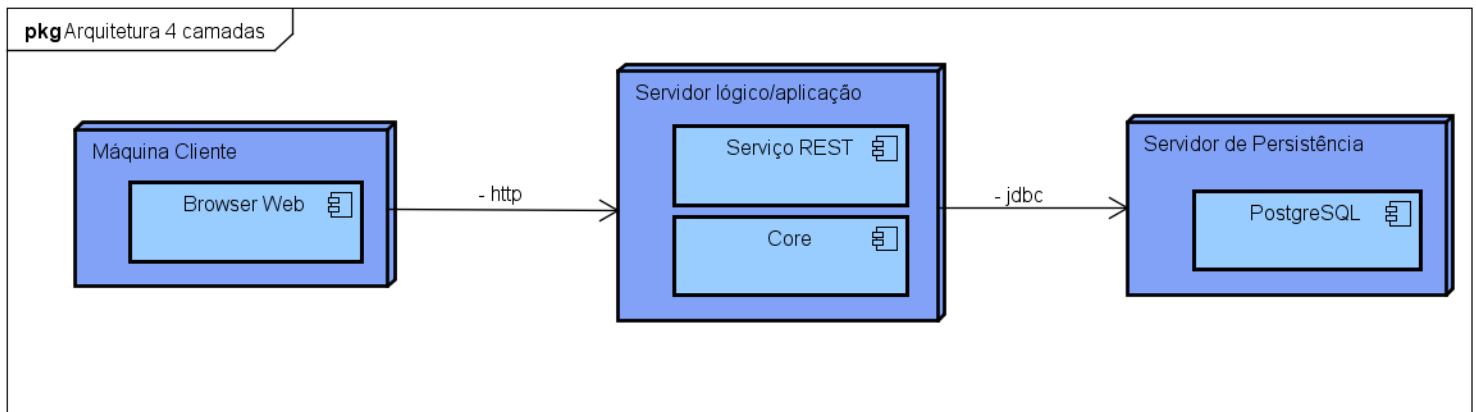 pkg Arquitetura 4 camadas
Máquina Cliente
Browser Web
- http
Servidor lógico/aplicação
Serviço REST
Core
- jdbc
Servidor de Persistência
PostgreSQL